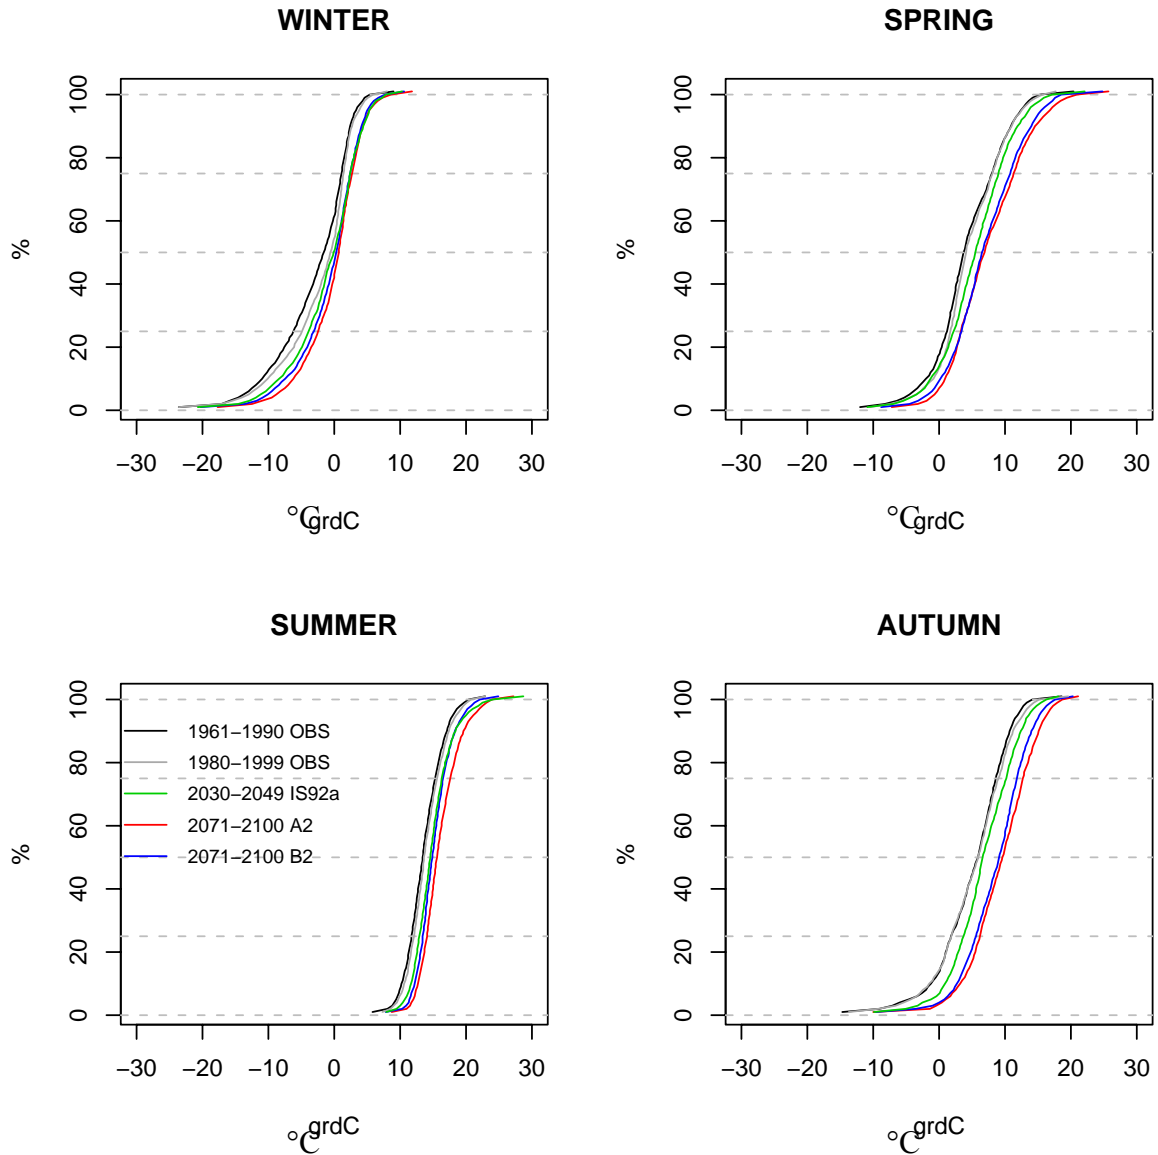 WINTER
%
0 20 40 60 80 100
−30 −20 −10 0 10 20 30
°C
grdC
SPRING
%
0 20 40 60 80 100
−30 −20 −10 0 10 20 30
°C
grdC
SUMMER
%
0 20 40 60 80 100
1961−1990 OBS
1980−1999 OBS
2030−2049 IS92a
2071−2100 A2
2071−2100 B2
−30 −20 −10 0 10 20 30
°C
grdC
AUTUMN
%
0 20 40 60 80 100
−30 −20 −10 0 10 20 30
°C
grdC